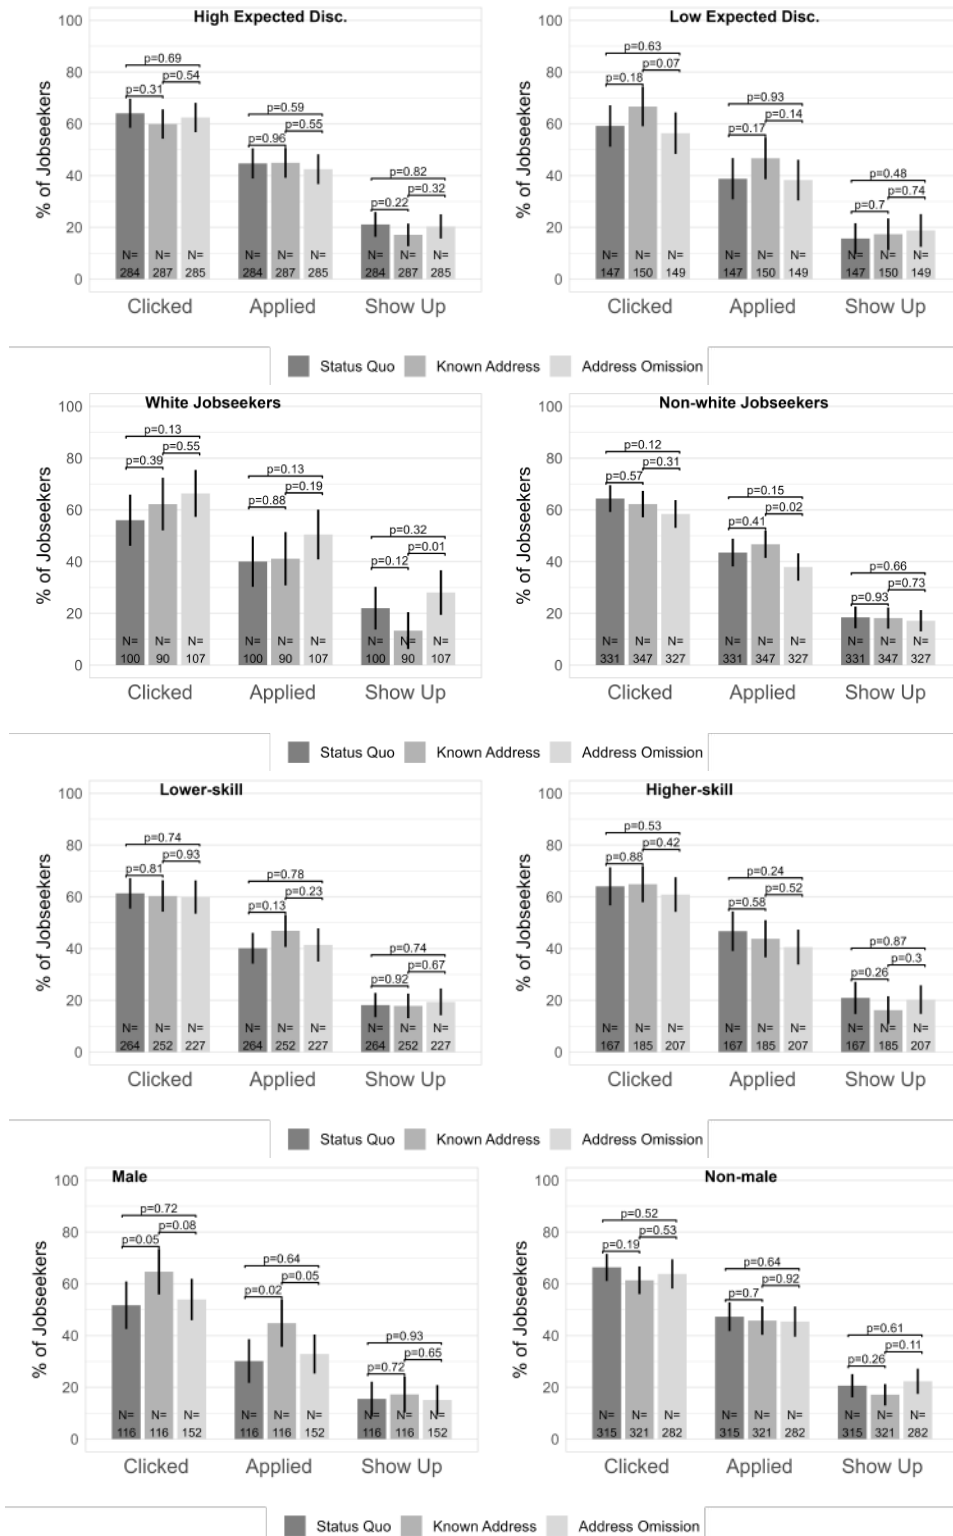 High Expected Disc.
% of Jobseekers
100
80
60
40
20
0
p=0.69
p=0.54
p=0.31
p=0.59
p=0.55
p=0.96
p=0.82
p=0.32
p=0.22
N= N= N= N= N= N= N= N= N=
284 287 285 284 287 285 284 287 285
Clicked Applied Show Up
Low Expected Disc.
% of Jobseekers
100
80
60
40
20
0
p=0.63
p=0.07
p=0.18
p=0.93
p=0.14
p=0.17
p=0.48
p=0.74
p=0.7
N= N= N= N= N= N= N= N= N=
147 150 149 147 150 149 147 150 149
Clicked Applied Show Up
Status Quo Known Address Address Omission
White Jobseekers
% of Jobseekers
100
80
60
40
20
0
p=0.13
p=0.55
p=0.39
p=0.13
p=0.19
p=0.88
p=0.32
p=0.01
p=0.12
N= N= N= N= N= N= N= N= N=
100 90 107 100 90 107 100 90 107
Clicked Applied Show Up
Non-white Jobseekers
% of Jobseekers
100
80
60
40
20
0
p=0.12
p=0.31
p=0.57
p=0.15
p=0.02
p=0.41
p=0.66
p=0.73
p=0.93
N= N= N= N= N= N= N= N= N=
331 347 327 331 347 327 331 347 327
Clicked Applied Show Up
Status Quo Known Address Address Omission
Lower-skill
% of Jobseekers
100
80
60
40
20
0
p=0.74
p=0.93
p=0.81
p=0.78
p=0.23
p=0.13
p=0.74
p=0.67
p=0.92
N= N= N= N= N= N= N= N= N=
264 252 227 264 252 227 264 252 227
Clicked Applied Show Up
Higher-skill
% of Jobseekers
100
80
60
40
20
0
p=0.53
p=0.42
p=0.88
p=0.24
p=0.52
p=0.58
p=0.87
p=0.3
p=0.26
N= N= N= N= N= N= N= N= N=
167 185 207 167 185 207 167 185 207
Clicked Applied Show Up
Status Quo Known Address Address Omission
Male
% of Jobseekers
100
80
60
40
20
0
p=0.72
p=0.08
p=0.05
p=0.64
p=0.05
p=0.02
p=0.93
p=0.65
p=0.72
N= N= N= N= N= N= N= N= N=
116 116 152 116 116 152 116 116 152
Clicked Applied Show Up
Non-male
% of Jobseekers
100
80
60
40
20
0
p=0.52
p=0.53
p=0.19
p=0.64
p=0.92
p=0.7
p=0.61
p=0.11
p=0.26
N= N= N= N= N= N= N= N= N=
315 321 282 315 321 282 315 321 282
Clicked Applied Show Up
Status Quo Known Address Address Omission